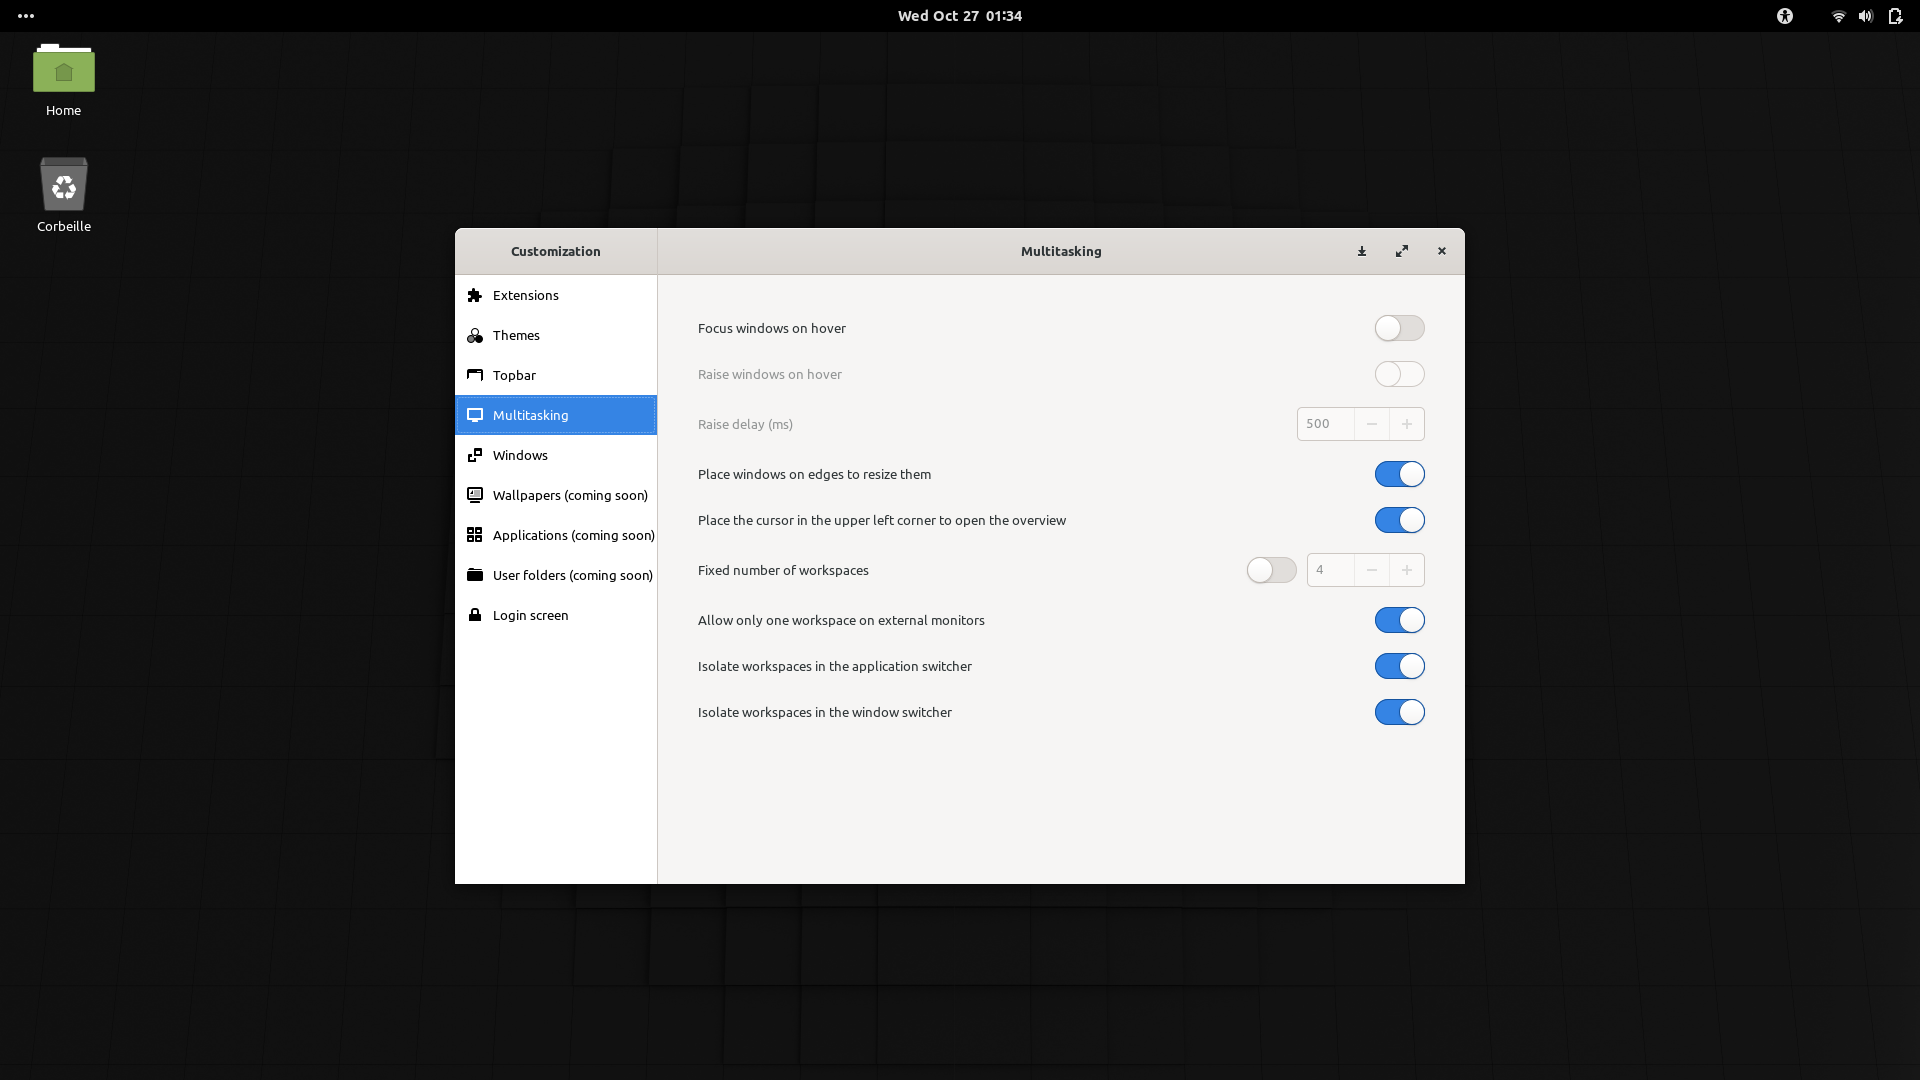 Wed Oct 27 01:34
Home
Corbeille
Customization
Multitasking
Extensions
Themes
Topbar
Multitasking
Windows
Wallpapers (coming soon)
Applications (coming soon)
User folders (coming soon)
Login screen
Focus windows on hover
Raise windows on hover
Raise delay (ms) 500
Place windows on edges to resize them
Place the cursor in the upper left corner to open the overview
Fixed number of workspaces 4
Allow only one workspace on external monitors
Isolate workspaces in the application switcher
Isolate workspaces in the window switcher